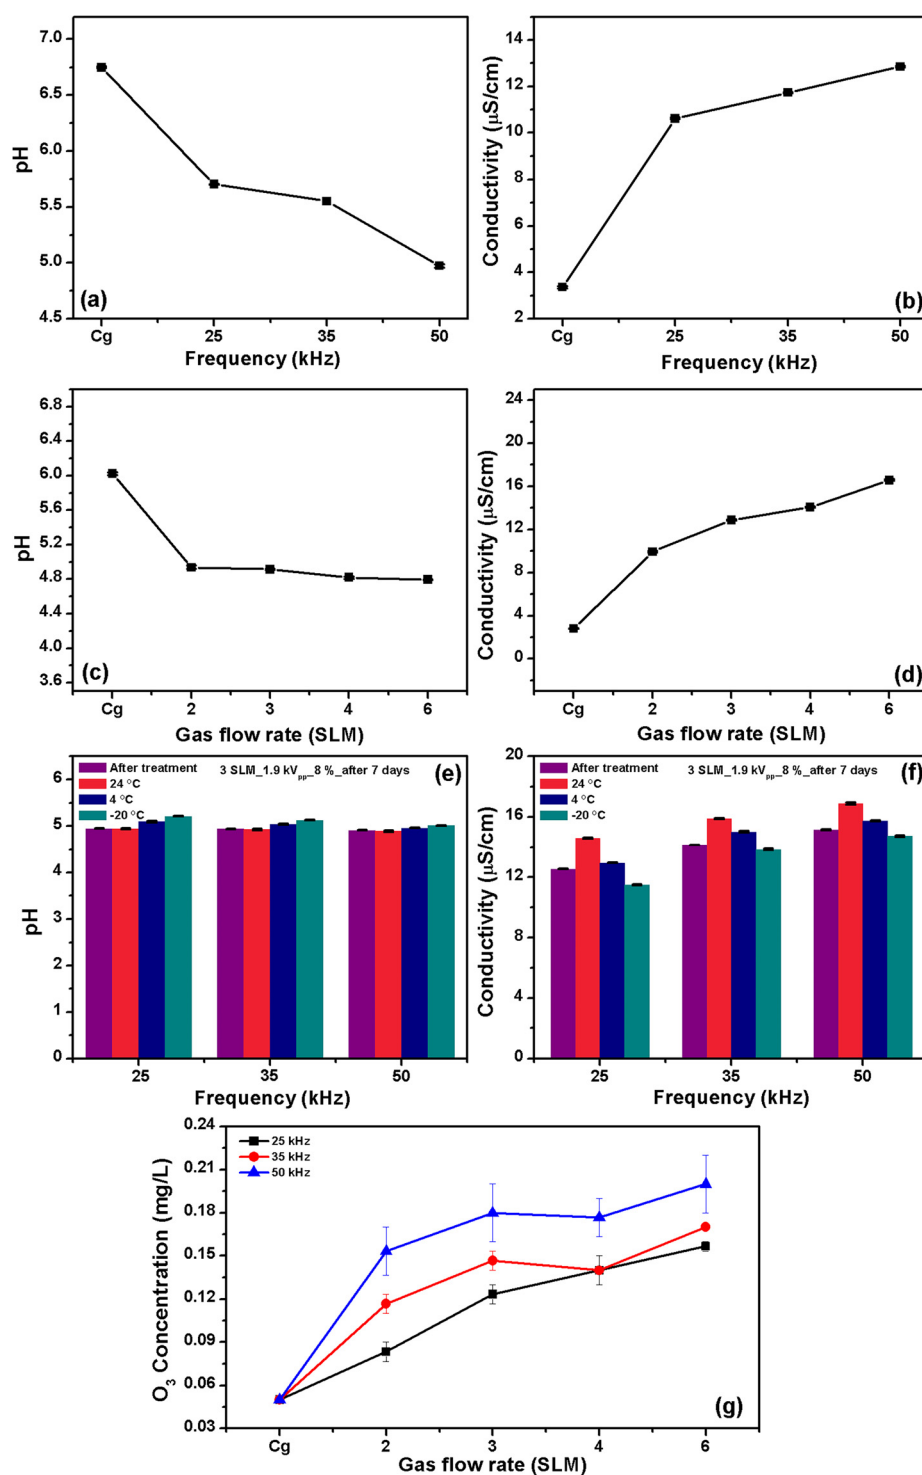 7.0
6.5
6.0
5.5
5.0
4.5
pH
(a)
Cg 25 35 50
Frequency (kHz)
16
14
12
10
8
6
4
2
Conductivity (µS/cm)
(b)
Cg 25 35 50
Frequency (kHz)
6.8
6.4
6.0
5.6
5.2
4.8
4.4
4.0
3.6
pH
(c)
Cg 2 3 4 6
Gas flow rate (SLM)
24
20
16
12
8
4
0
Conductivity (µS/cm)
(d)
Cg 2 3 4 6
Gas flow rate (SLM)
6
5
4
3
2
1
0
pH
After treatment
24 °C
4 °C
-20 °C
3 SLM_1.9 kVpp_8 %_after 7 days
(e)
25 35 50
Frequency (kHz)
20
16
12
8
4
0
Conductivity (µS/cm)
After treatment
24 °C
4 °C
-20 °C
3 SLM_1.9 kVpp_8 %_after 7 days
(f)
25 35 50
Frequency (kHz)
0.24
0.21
0.18
0.15
0.12
0.09
0.06
0.03
O3 Concentration (mg/L)
25 kHz
35 kHz
50 kHz
(g)
Cg 2 3 4 6
Gas flow rate (SLM)